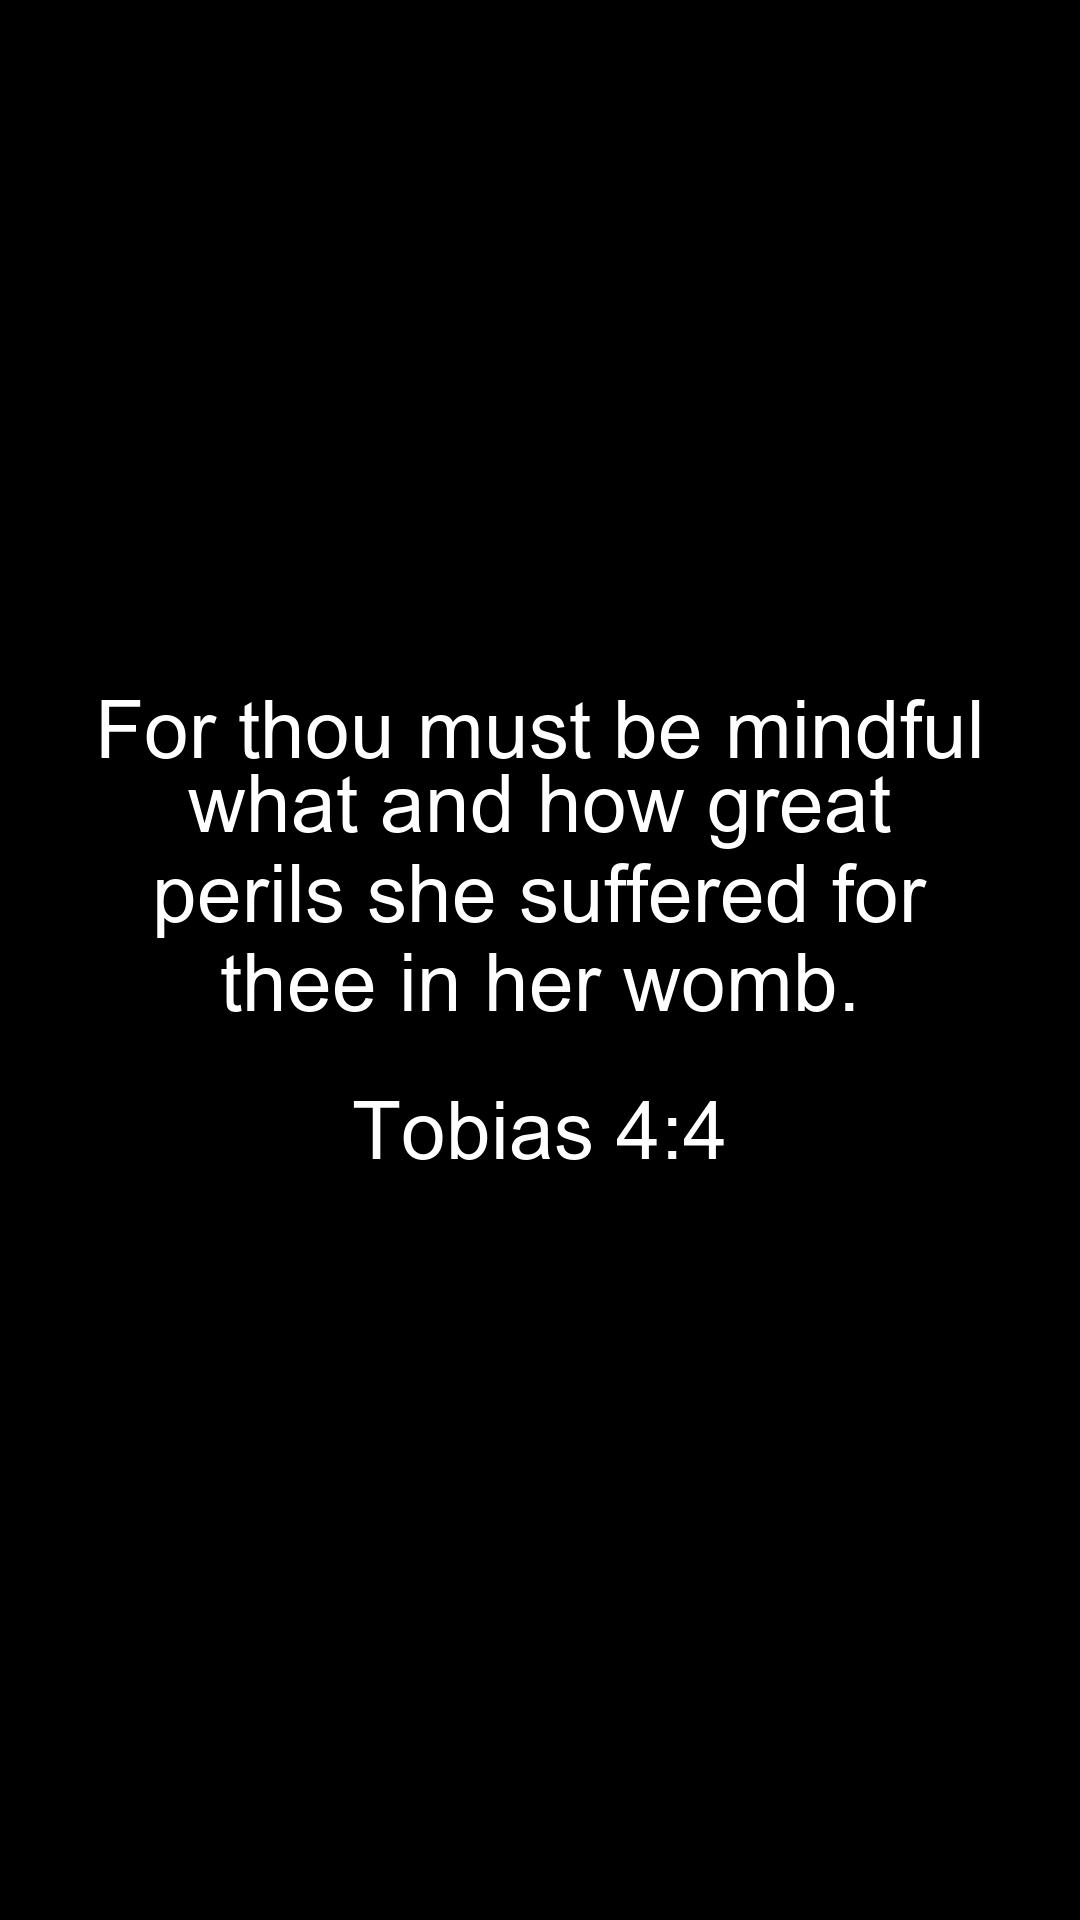 For thou must be mindful
what and how great
perils she suffered for
thee in her womb.
Tobias 4:4